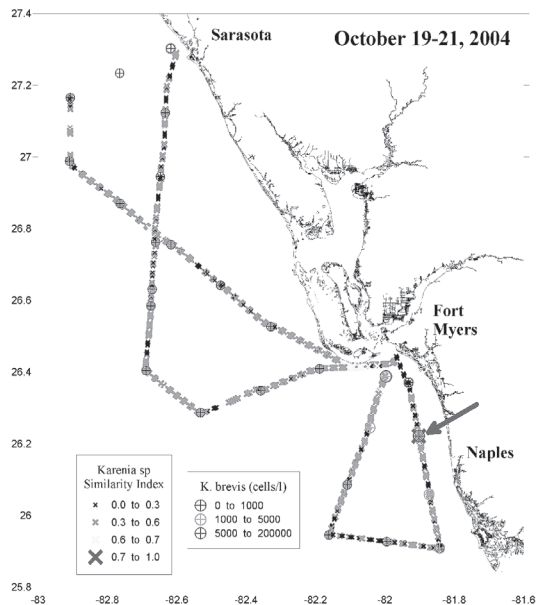 27.4
Sarasota
October 19-21, 2004
27.2
27
26.8
26.6
Fort
Myers
26.4
26.2
Naples
Karenia sp
Similarity Index
0.0 to 0.3
0.3 to 0.6
0.6 to 0.7
0.7 to 1.0
K. brevis (cells/l)
0 to 1000
1000 to 5000
5000 to 200000
26
25.8
-83 -82.8 -82.6 -82.4 -82.2 -82 -81.8 -81.6